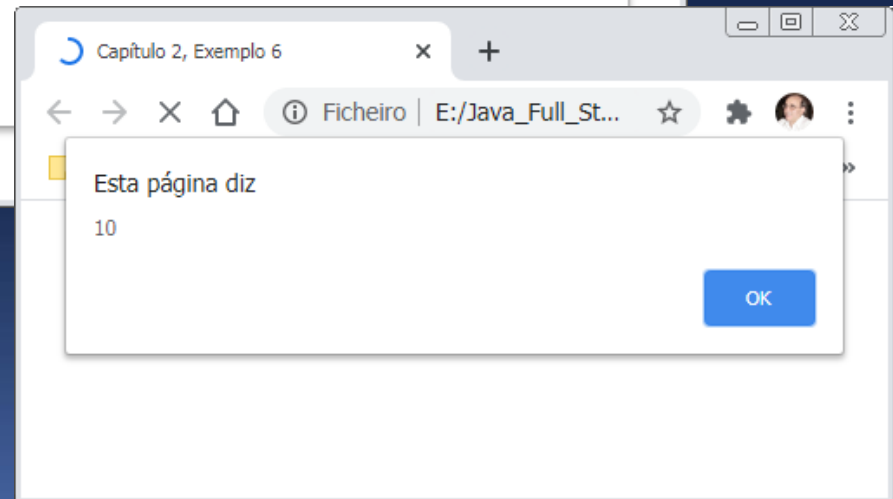 Capítulo 2, Exemplo 6
Ficheiro | E:/Java_Full_St...
Esta página diz
10
OK